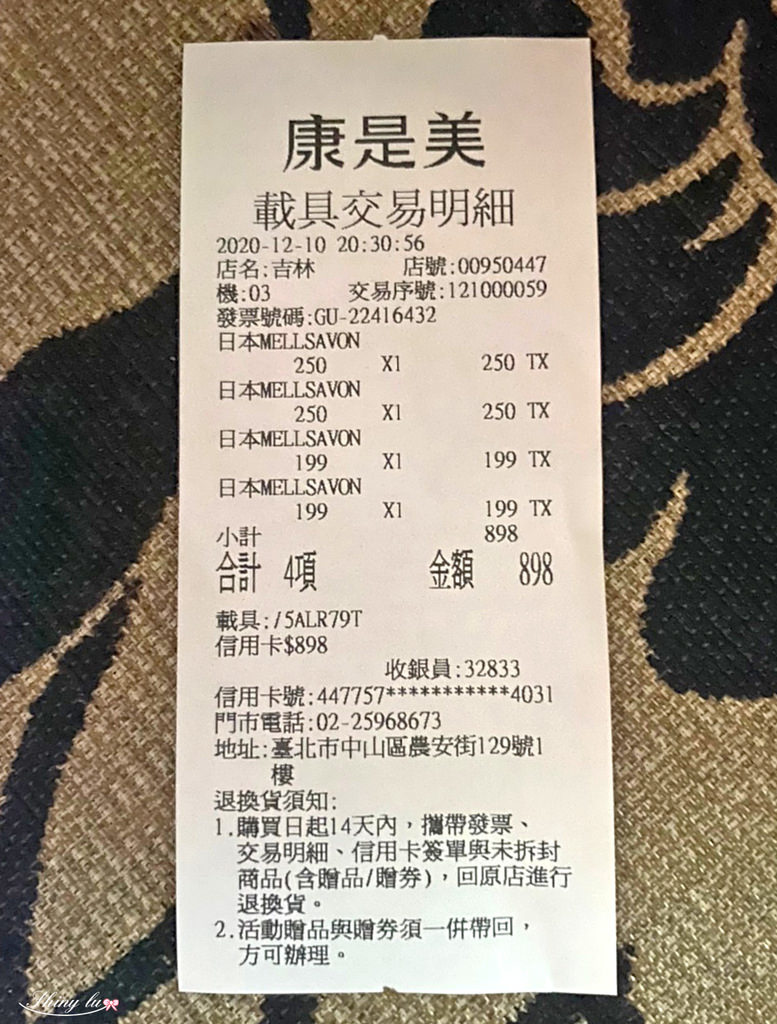 康是美
載具交易明細
2020-12-10 20:30:56
店名:吉林 店號:00950447
機:03 交易序號:121000059
發票號碼:GU-22416432
日本MELLSAVON
250 X1 250 TX
日本MELLSAVON
250 X1 250 TX
日本MELLSAVON
199 X1 199 TX
日本MELLSAVON
199 X1 199 TX
小計 898
合計 4項 金額 898
載具:/5ALR79T
信用卡$898
收銀員:32833
信用卡號:447757***********4031
門市電話:02-25968673
地址:臺北市中山區農安街129號1
樓
退換貨須知:
1.購買日起14天內，攜帶發票、
交易明細、信用卡簽單與未拆封
商品(含贈品/贈券)，回原店進行
退換貨。
2.活動贈品與贈券須一併帶回，
方可辦理。
Shiny lu